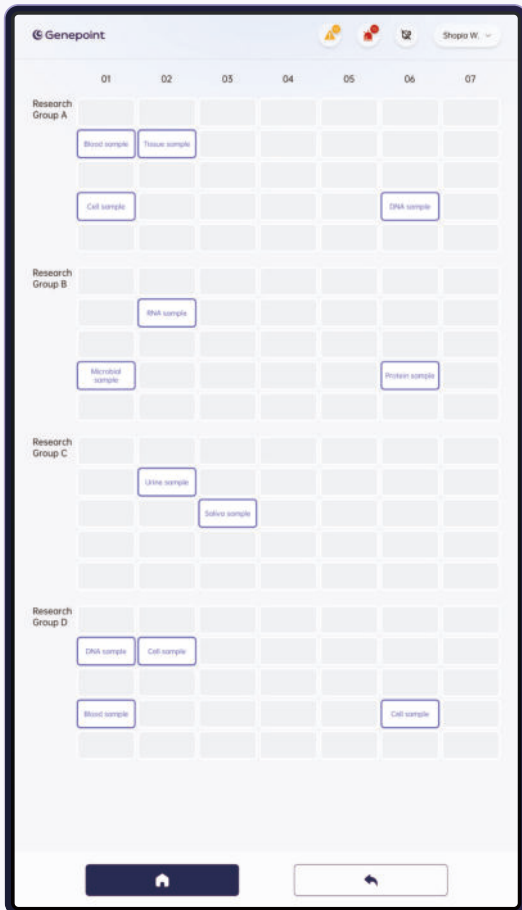 Genepoint
Shopia W.
01 02 03 04 05 06 07
Research
Group A
Blood sample Tissue sample
Cell sample DNA sample
Research
Group B
RNA sample
Microbial
sample
Protein sample
Research
Group C
Urine sample
Saliva sample
Research
Group D
DNA sample Cell sample
Blood sample Cell sample